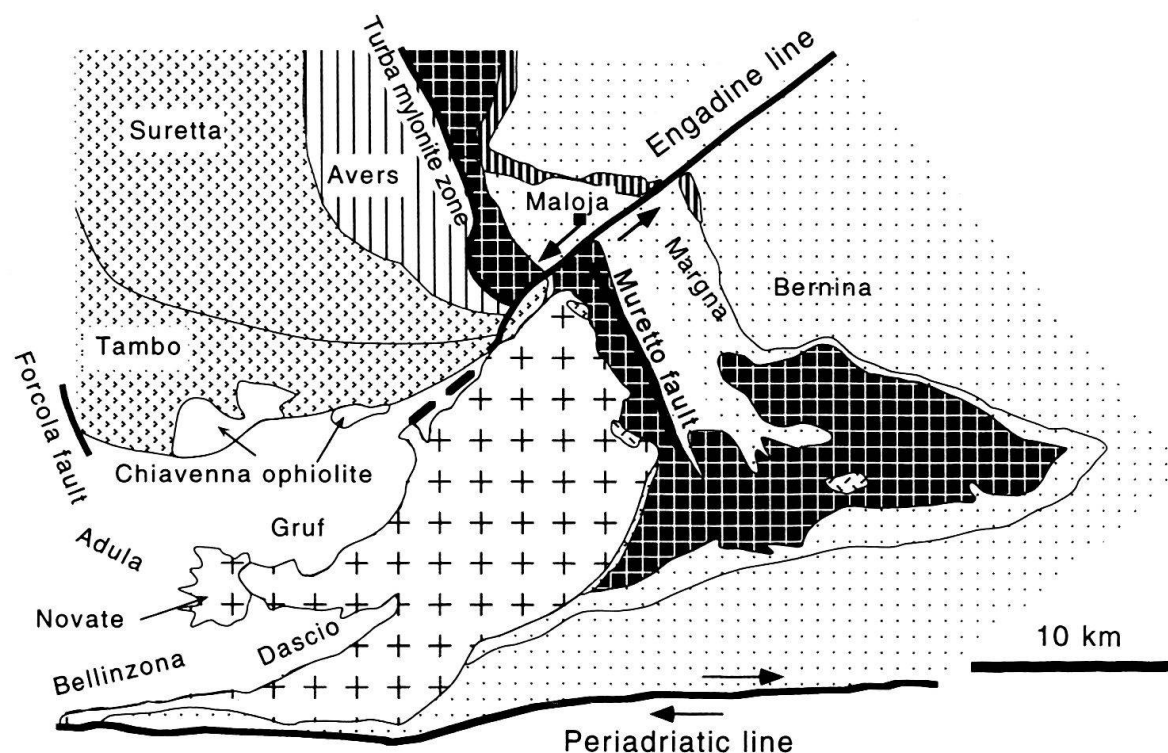 Turba mylonite zone
Engadine line
Suretta
Avers
Maloja
Margna
Bernina
Muretto fault
Tambo
Forcola fault
Chiavenna ophiolite
Gruf
Adula
Novate
Dascio
Bellinzona
10 km
Periadriatic line